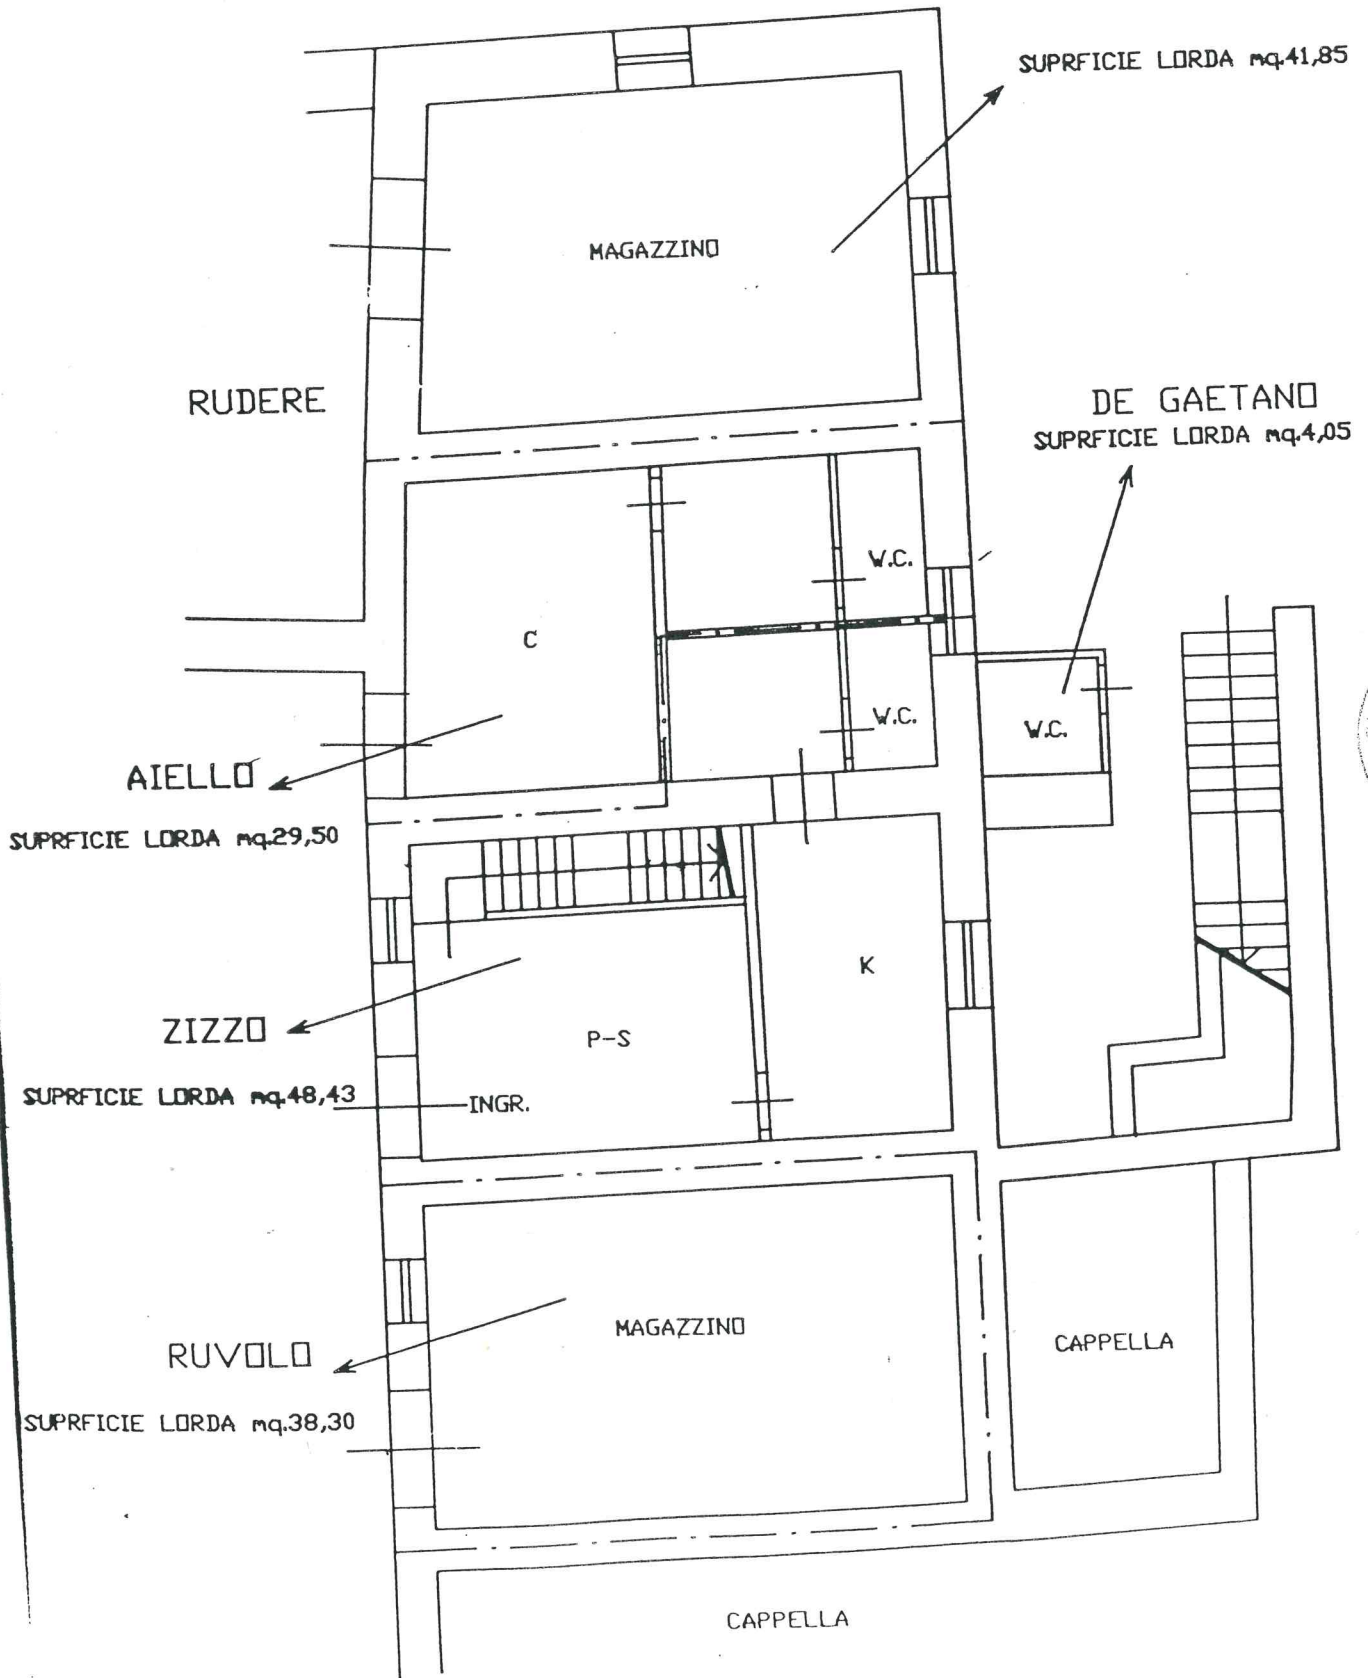 SUPRFICIE LORDA mq.41,85
MAGAZZINO
RUDERE
DE GAETANO
SUPRFICIE LORDA mq.4,05
W.C.
C
W.C.
W.C.
AIELLO
SUPRFICIE LORDA mq.29,50
K
ZIZZO
P-S
SUPRFICIE LORDA mq.48,43
INGR.
MAGAZZINO
RUVOLO
CAPPELLA
SUPRFICIE LORDA mq.38,30
CAPPELLA